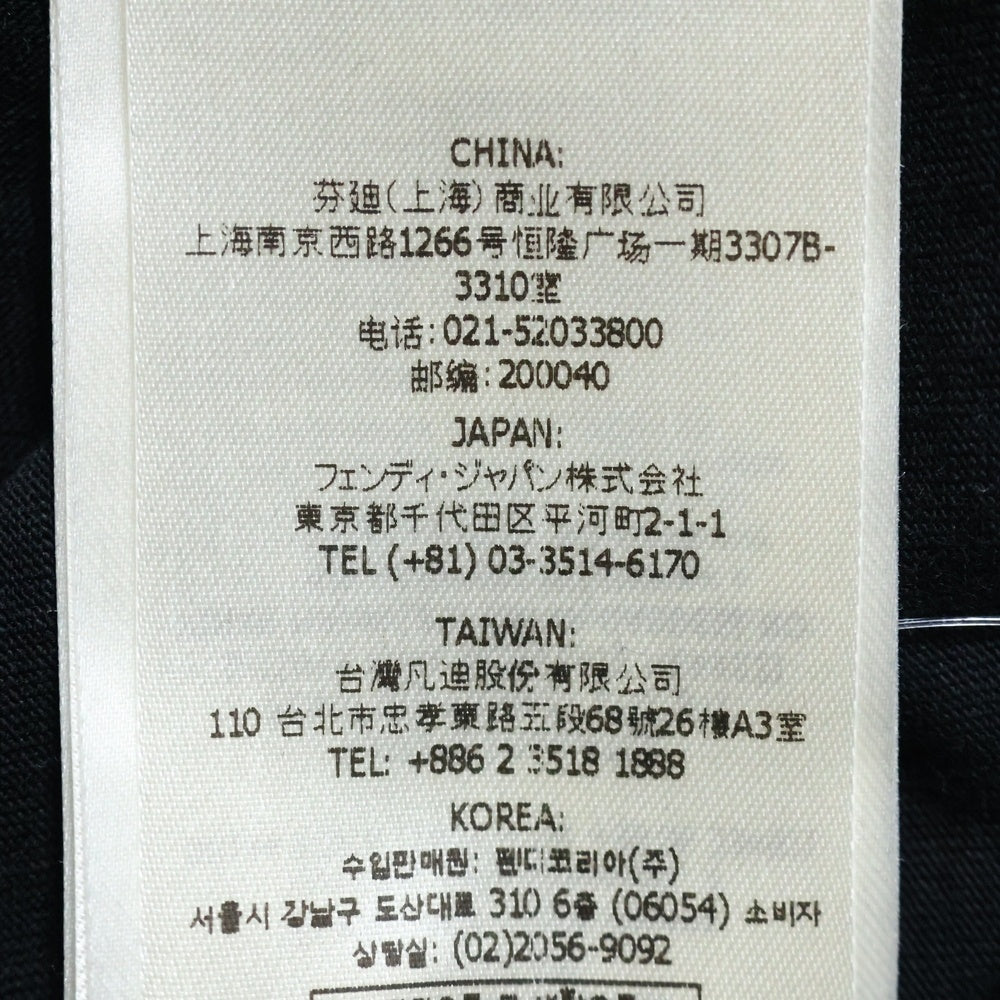 CHINA:
芬迪(上海)商业有限公司
上海南京西路1266号恒隆广场一期3307B-
3310室
电话:021-52033800
邮编:200040
JAPAN:
フェンディ・ジャパン株式会社
東京都千代田区平河町2-1-1
TEL (+81) 03-3514-6170
TAIWAN:
台灣凡迪股份有限公司
110 台北市忠孝東路五段68號26樓A3室
TEL: +886 2 3518 1888
KOREA:
수입판매원: 펜디코리아(주)
서울시 강남구 도산대로 310 6층 (06054) 소비자
상담실: (02)2056-9092